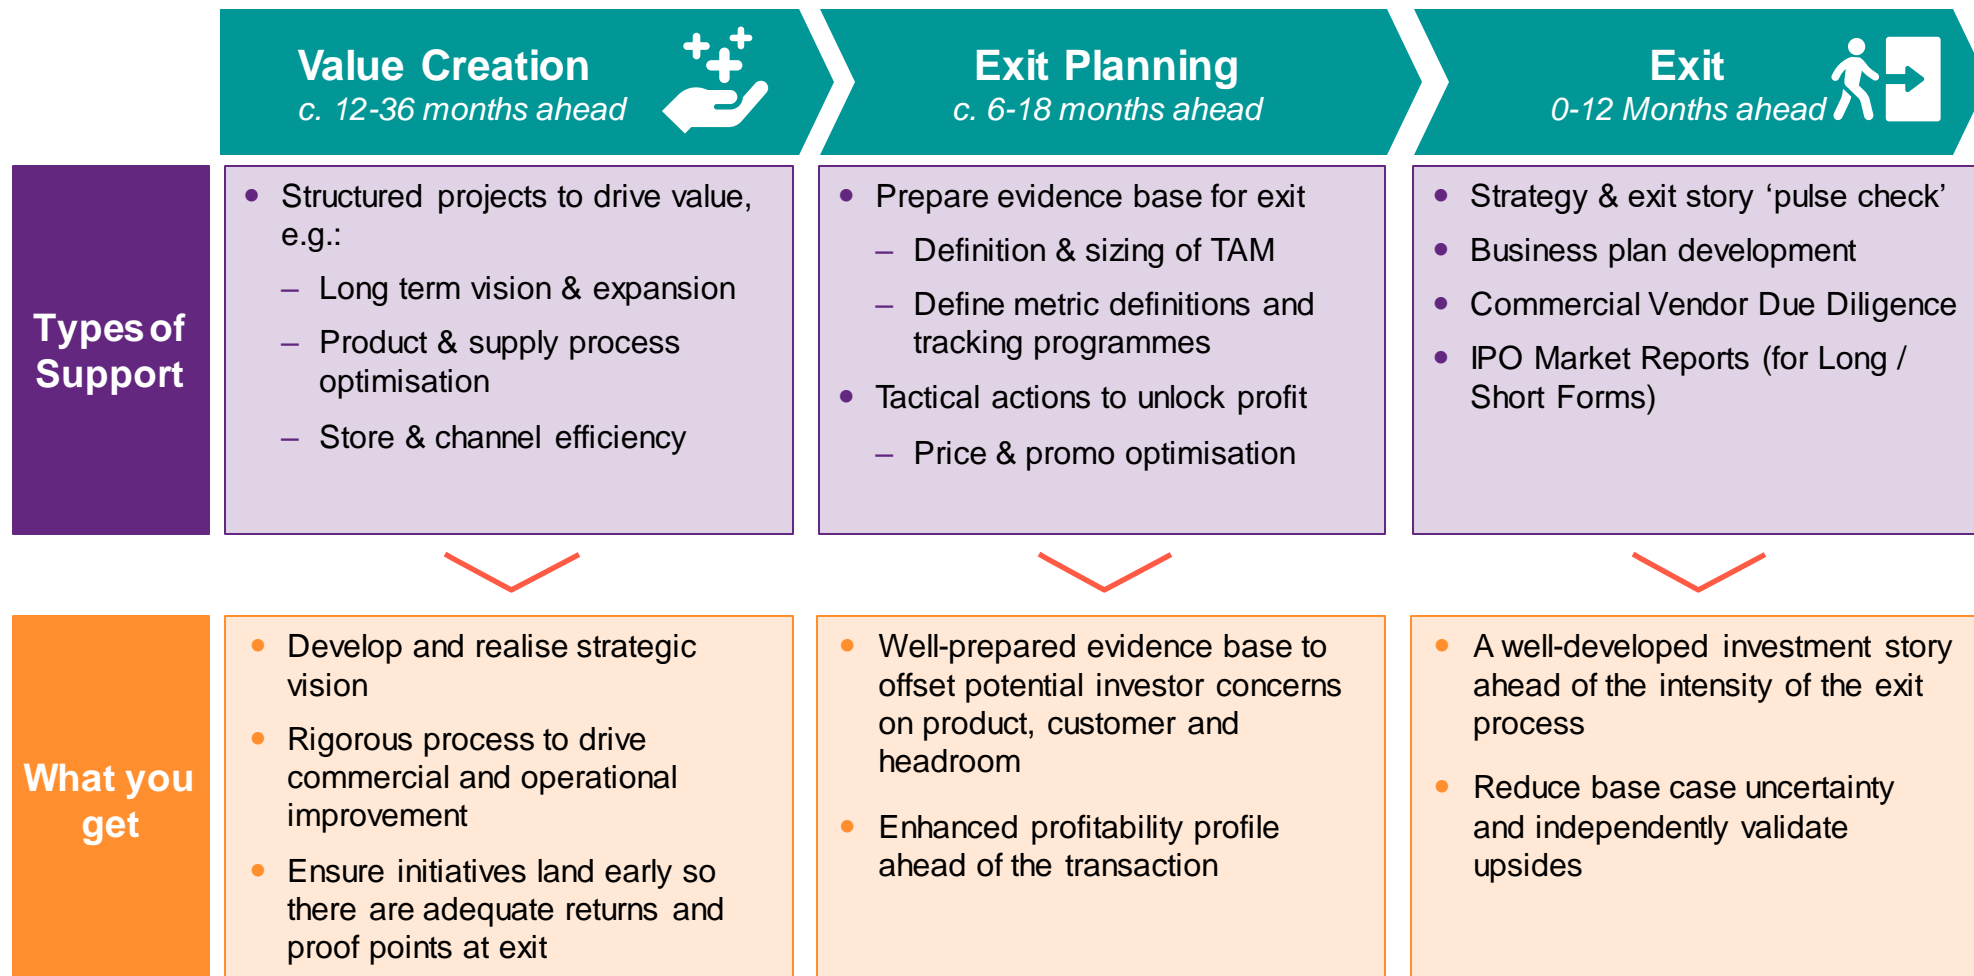 Value Creation
c. 12-36 months ahead
Exit Planning
c. 6-18 months ahead
Exit
0-12 Months ahead
Types of
Support
• Structured projects to drive value,
e.g.:
– Long term vision & expansion
– Product & supply process
optimisation
– Store & channel efficiency
• Prepare evidence base for exit
– Definition & sizing of TAM
– Define metric definitions and
tracking programmes
• Tactical actions to unlock profit
– Price & promo optimisation
• Strategy & exit story ‘pulse check’
• Business plan development
• Commercial Vendor Due Diligence
• IPO Market Reports (for Long /
Short Forms)
What you
get
• Develop and realise strategic
vision
• Rigorous process to drive
commercial and operational
improvement
• Ensure initiatives land early so
there are adequate returns and
proof points at exit
• Well-prepared evidence base to
offset potential investor concerns
on product, customer and
headroom
• Enhanced profitability profile
ahead of the transaction
• A well-developed investment story
ahead of the intensity of the exit
process
• Reduce base case uncertainty
and independently validate
upsides